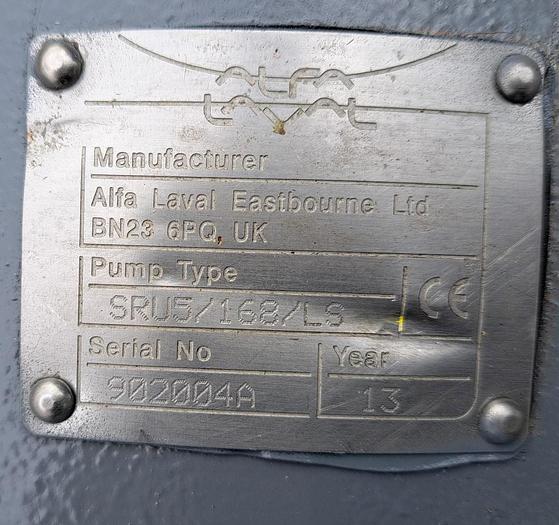 ALFA
LAVAL
Manufacturer
Alfa Laval Eastbourne Ltd
BN23 6PQ, UK
Pump Type
SRU5/168/LS
CE
Serial No
902004A
Year
13